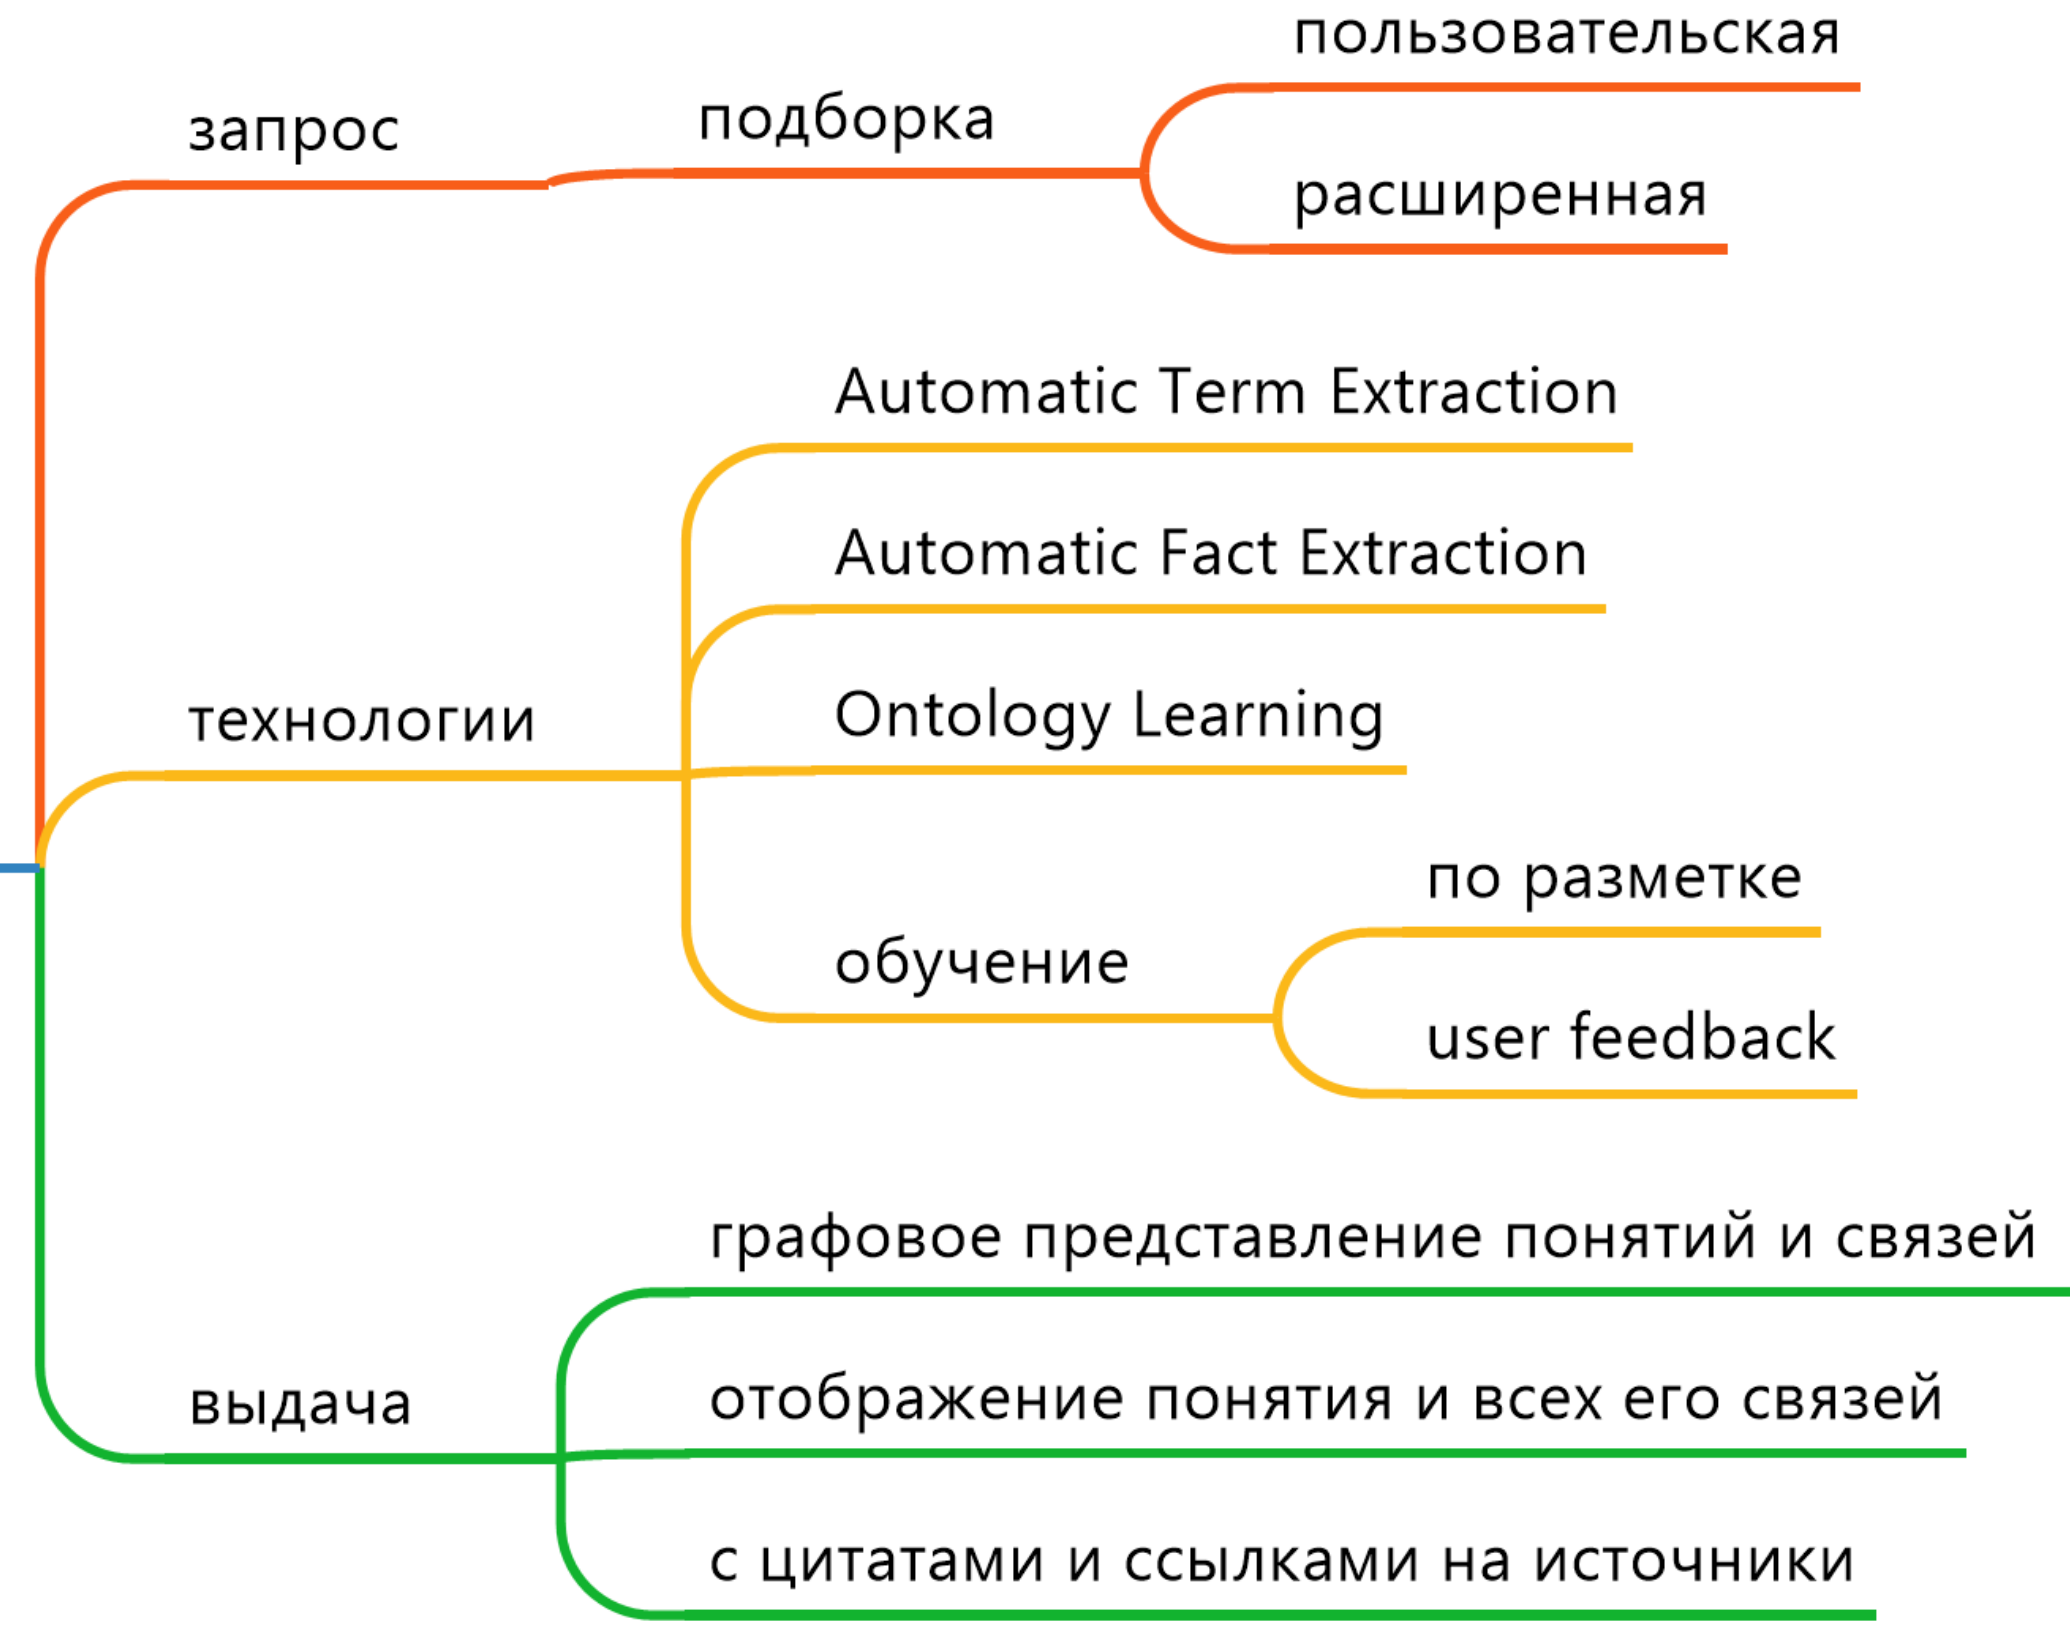 запрос
подборка
пользовательская
расширенная
технологии
Automatic Term Extraction
Automatic Fact Extraction
Ontology Learning
обучение
по разметке
user feedback
выдача
графовое представление понятий и связей
отображение понятия и всех его связей
с цитатами и ссылками на источники